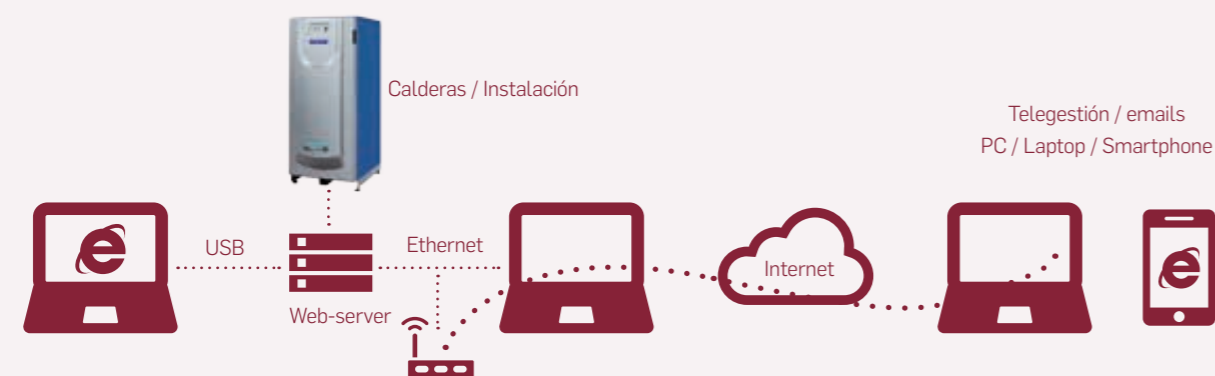 Calderas / Instalación
Telegestión / emails
PC / Laptop / Smartphone
USB
Ethernet
Internet
Web-server